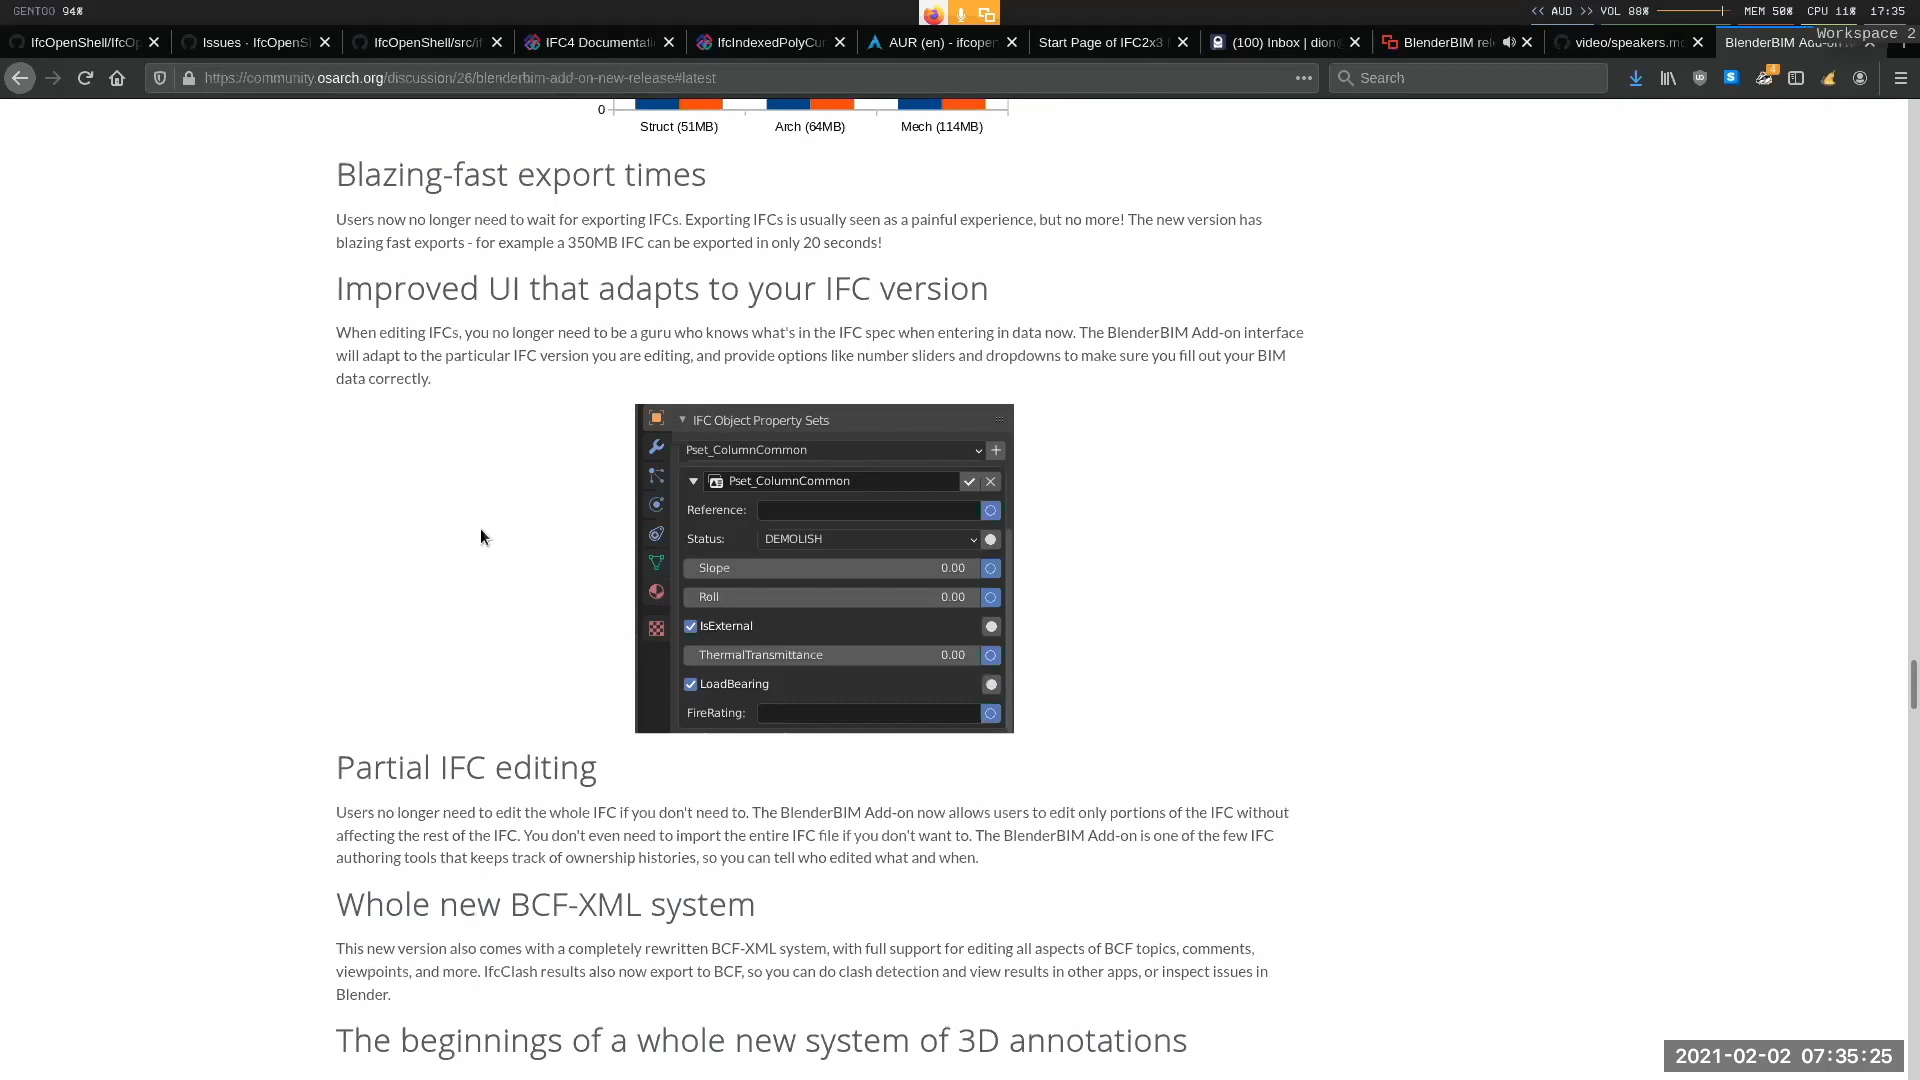 GENTOO 94%
<< AUD >> VOL 88% MEM 50% CPU 11% 17:35
Workspace 2
IfcOpenShell/IfcOp
Issues · IfcOpenS
IfcOpenShell/src/if
IFC4 Documentati
IfcIndexedPolyCu
AUR (en) - ifcopen
Start Page of IFC2x3
(100) Inbox | dion@
BlenderBIM rel
video/speakers.md
BlenderBIM Add-on
https://community.osarch.org/discussion/26/blenderbim-add-on-new-release#latest
Search
4
0
Struct (51MB) Arch (64MB) Mech (114MB)
Blazing-fast export times
Users now no longer need to wait for exporting IFCs. Exporting IFCs is usually seen as a painful experience, but no more! The new version has
blazing fast exports - for example a 350MB IFC can be exported in only 20 seconds!
Improved UI that adapts to your IFC version
When editing IFCs, you no longer need to be a guru who knows what's in the IFC spec when entering in data now. The BlenderBIM Add-on interface
will adapt to the particular IFC version you are editing, and provide options like number sliders and dropdowns to make sure you fill out your BIM
data correctly.
IFC Object Property Sets
Pset_ColumnCommon
Pset_ColumnCommon
Reference:
Status: DEMOLISH
Slope 0.00
Roll 0.00
IsExternal
ThermalTransmittance 0.00
LoadBearing
FireRating:
Partial IFC editing
Users no longer need to edit the whole IFC if you don't need to. The BlenderBIM Add-on now allows users to edit only portions of the IFC without
affecting the rest of the IFC. You don't even need to import the entire IFC file if you don't want to. The BlenderBIM Add-on is one of the few IFC
authoring tools that keeps track of ownership histories, so you can tell who edited what and when.
Whole new BCF-XML system
This new version also comes with a completely rewritten BCF-XML system, with full support for editing all aspects of BCF topics, comments,
viewpoints, and more. IfcClash results also now export to BCF, so you can do clash detection and view results in other apps, or inspect issues in
Blender.
The beginnings of a whole new system of 3D annotations
2021-02-02 07:35:25